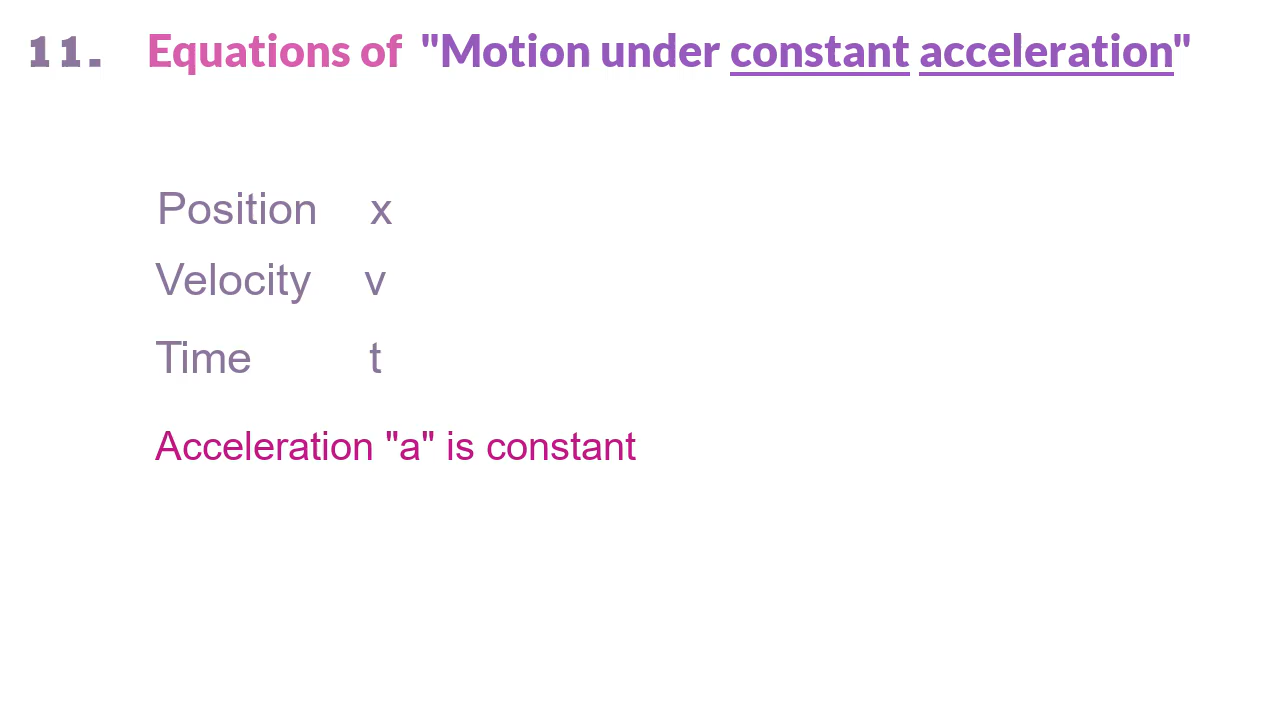 11. Equations of "Motion under constant acceleration"
Position x
Velocity v
Time t
Acceleration "a" is constant